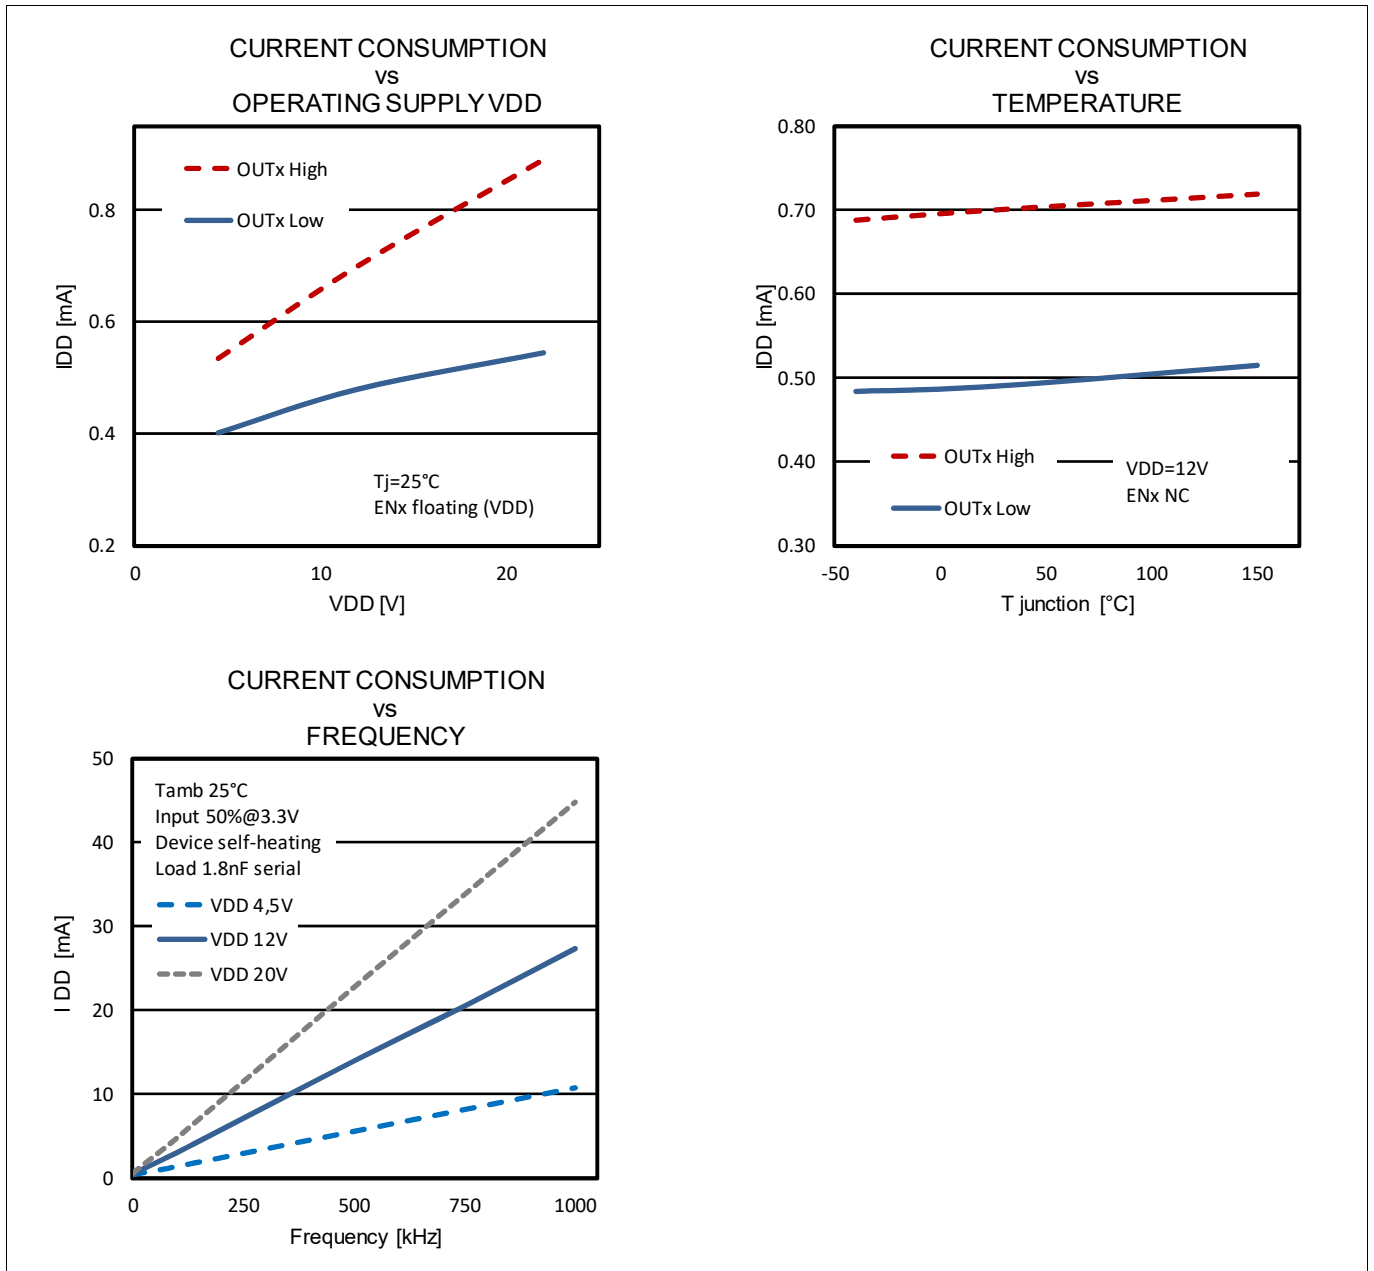 CURRENT CONSUMPTION
vs
OPERATING SUPPLY VDD
OUTx High
OUTx Low
0.8
0.6
0.4
0.2
IDD [mA]
Tj=25°C
ENx floating (VDD)
0
10
20
VDD [V]
CURRENT CONSUMPTION
vs
TEMPERATURE
0.80
0.70
0.60
0.50
0.40
0.30
IDD [mA]
OUTx High
OUTx Low
VDD=12V
ENx NC
-50
0
50
100
150
T junction [°C]
CURRENT CONSUMPTION
vs
FREQUENCY
50
40
30
20
10
0
I DD [mA]
Tamb 25°C
Input 50%@3.3V
Device self-heating
Load 1.8nF serial
VDD 4,5V
VDD 12V
VDD 20V
0
250
500
750
1000
Frequency [kHz]